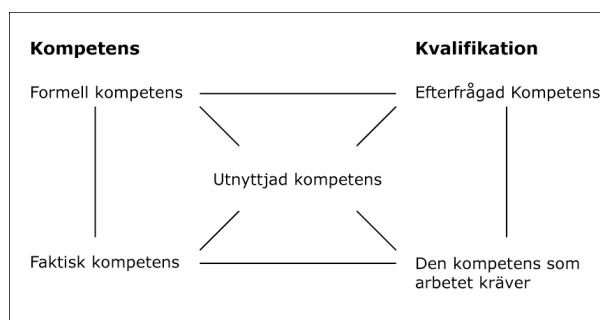 Kompetens
Kvalifikation
Formell kompetens
Efterfrågad Kompetens
Utnyttjad kompetens
Faktisk kompetens
Den kompetens som
arbetet kräver